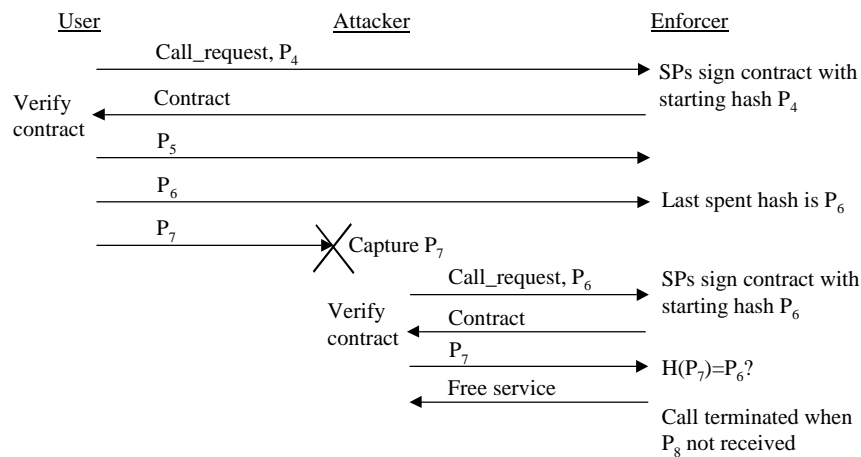 User Attacker Enforcer
Call_request, P4
SPs sign contract with
starting hash P4
Contract
Verify
contract
P5
P6
Last spent hash is P6
P7
Capture P7
Call_request, P6
SPs sign contract with
starting hash P6
Verify
contract
Contract
P7
H(P7)=P6?
Free service
Call terminated when
P8 not received